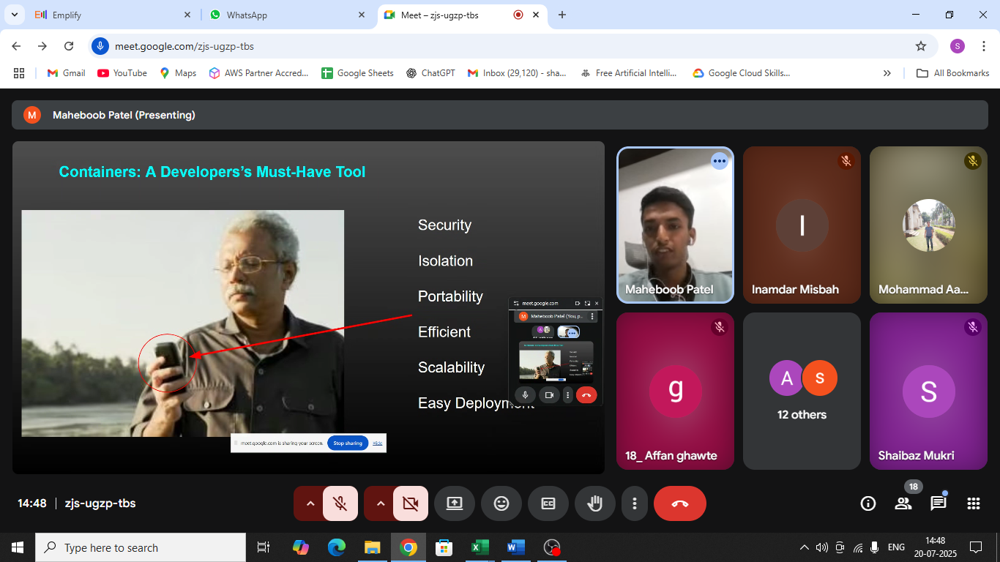 Emplify
WhatsApp
Meet – zjs-ugzp-tbs
meet.google.com/zjs-ugzp-tbs
S
Gmail
YouTube
Maps
AWS Partner Accred...
Google Sheets
ChatGPT
Inbox (29,120) - sha...
Free Artificial Intelli...
Google Cloud Skills...
All Bookmarks
M
Maheboob Patel (Presenting)
Containers: A Developers's Must-Have Tool
Security
Isolation
Portability
Efficient
Scalability
Easy Deployment
meet.google.com
M
Maheboob Patel (You, p...
meet.google.com is sharing your screen.
Stop sharing
Hide
Maheboob Patel
I
Inamdar Misbah
Mohammad Aa...
g
18_ Affan ghawte
A
S
12 others
S
Shaibaz Mukri
14:48 | zjs-ugzp-tbs
CC
18
Type here to search
ENG
14:48
20-07-2025